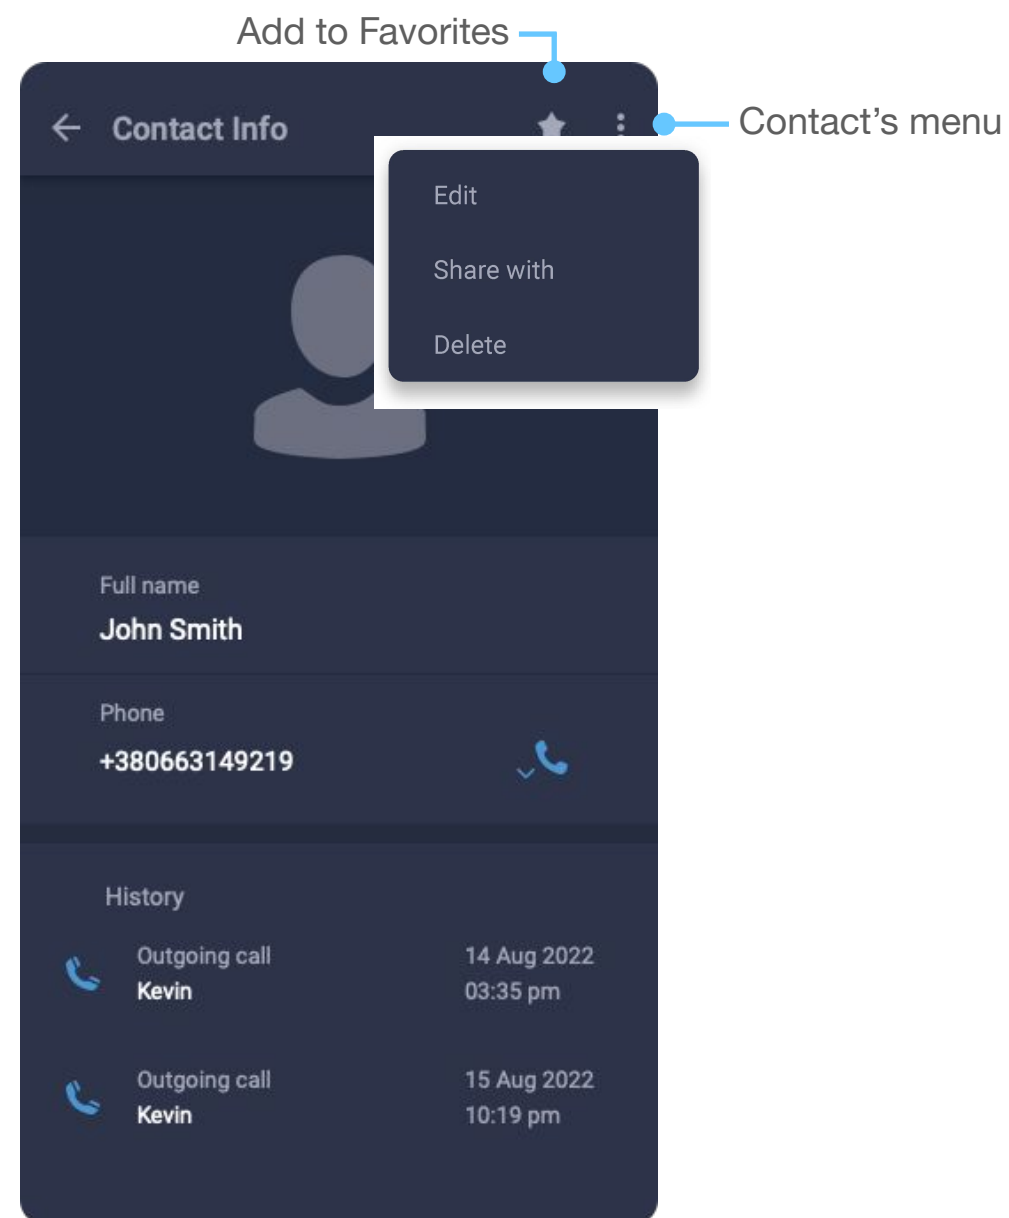 Add to Favorites
Contact Info
Contact's menu
Edit
Share with
Delete
Full name
John Smith
Phone
+380663149219
History
Outgoing call 14 Aug 2022
Kevin 03:35 pm
Outgoing call 15 Aug 2022
Kevin 10:19 pm